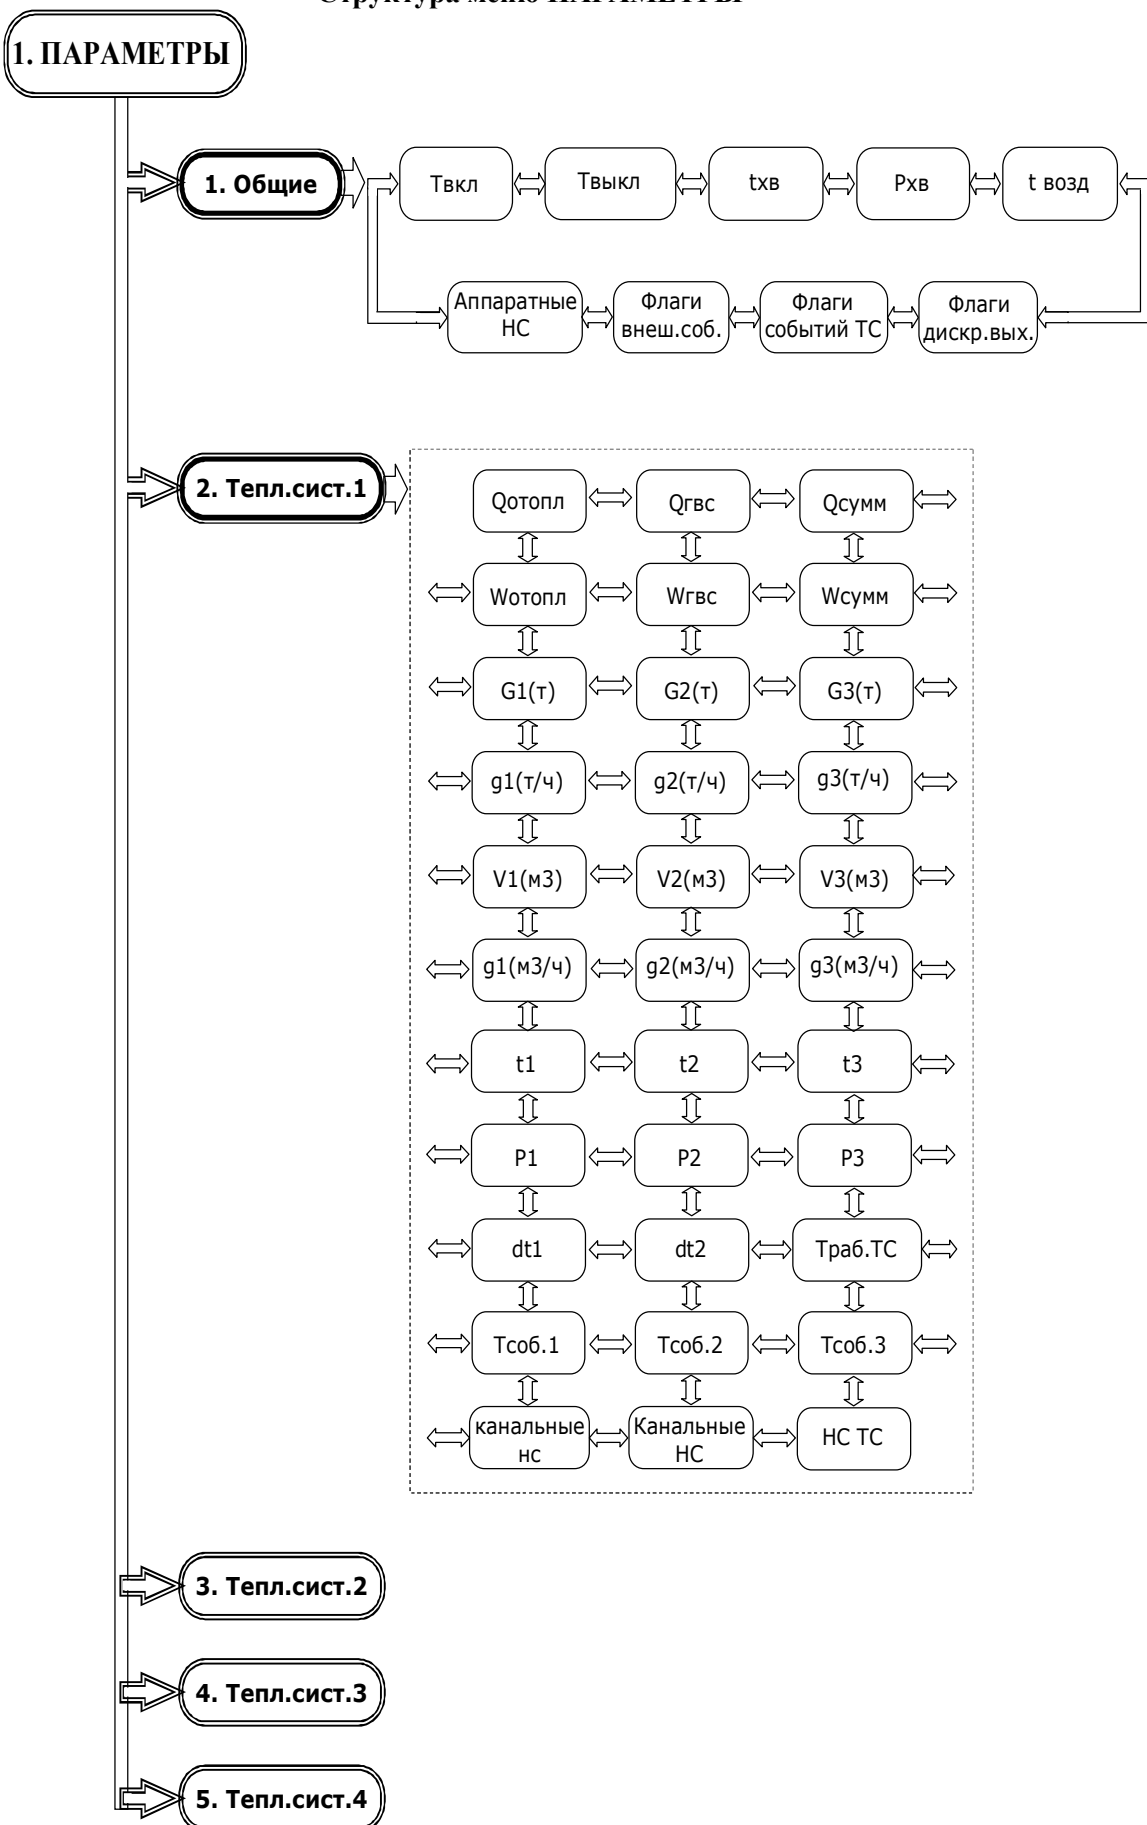 Структура меню ПАРАМЕТРЫ
1. ПАРАМЕТРЫ
1. Общие
Твкл
Твыкл
tхв
Рхв
t возд
Аппаратные
НС
Флаги
внеш.соб.
Флаги
событий ТС
Флаги
дискр.вых.
2. Тепл.сист.1
Qотопл
Qгвс
Qсумм
Wотопл
Wгвс
Wсумм
G1(т)
G2(т)
G3(т)
g1(т/ч)
g2(т/ч)
g3(т/ч)
V1(м3)
V2(м3)
V3(м3)
g1(м3/ч)
g2(м3/ч)
g3(м3/ч)
t1
t2
t3
P1
P2
P3
dt1
dt2
Траб.ТС
Тсоб.1
Тсоб.2
Тсоб.3
канальные
нс
Канальные
НС
НС ТС
3. Тепл.сист.2
4. Тепл.сист.3
5. Тепл.сист.4